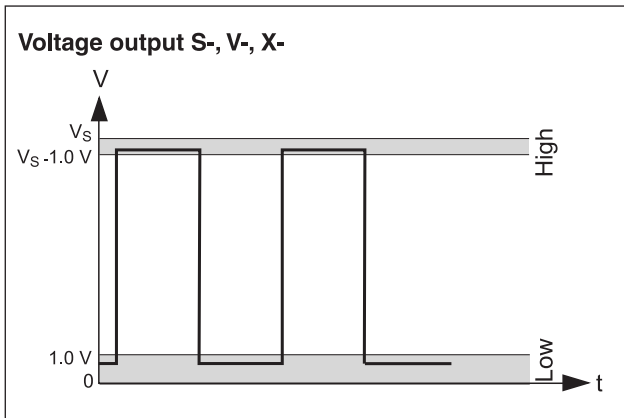 Voltage output S-, V-, X-
V
VS
VS -1.0 V
High
1.0 V
Low
0
t